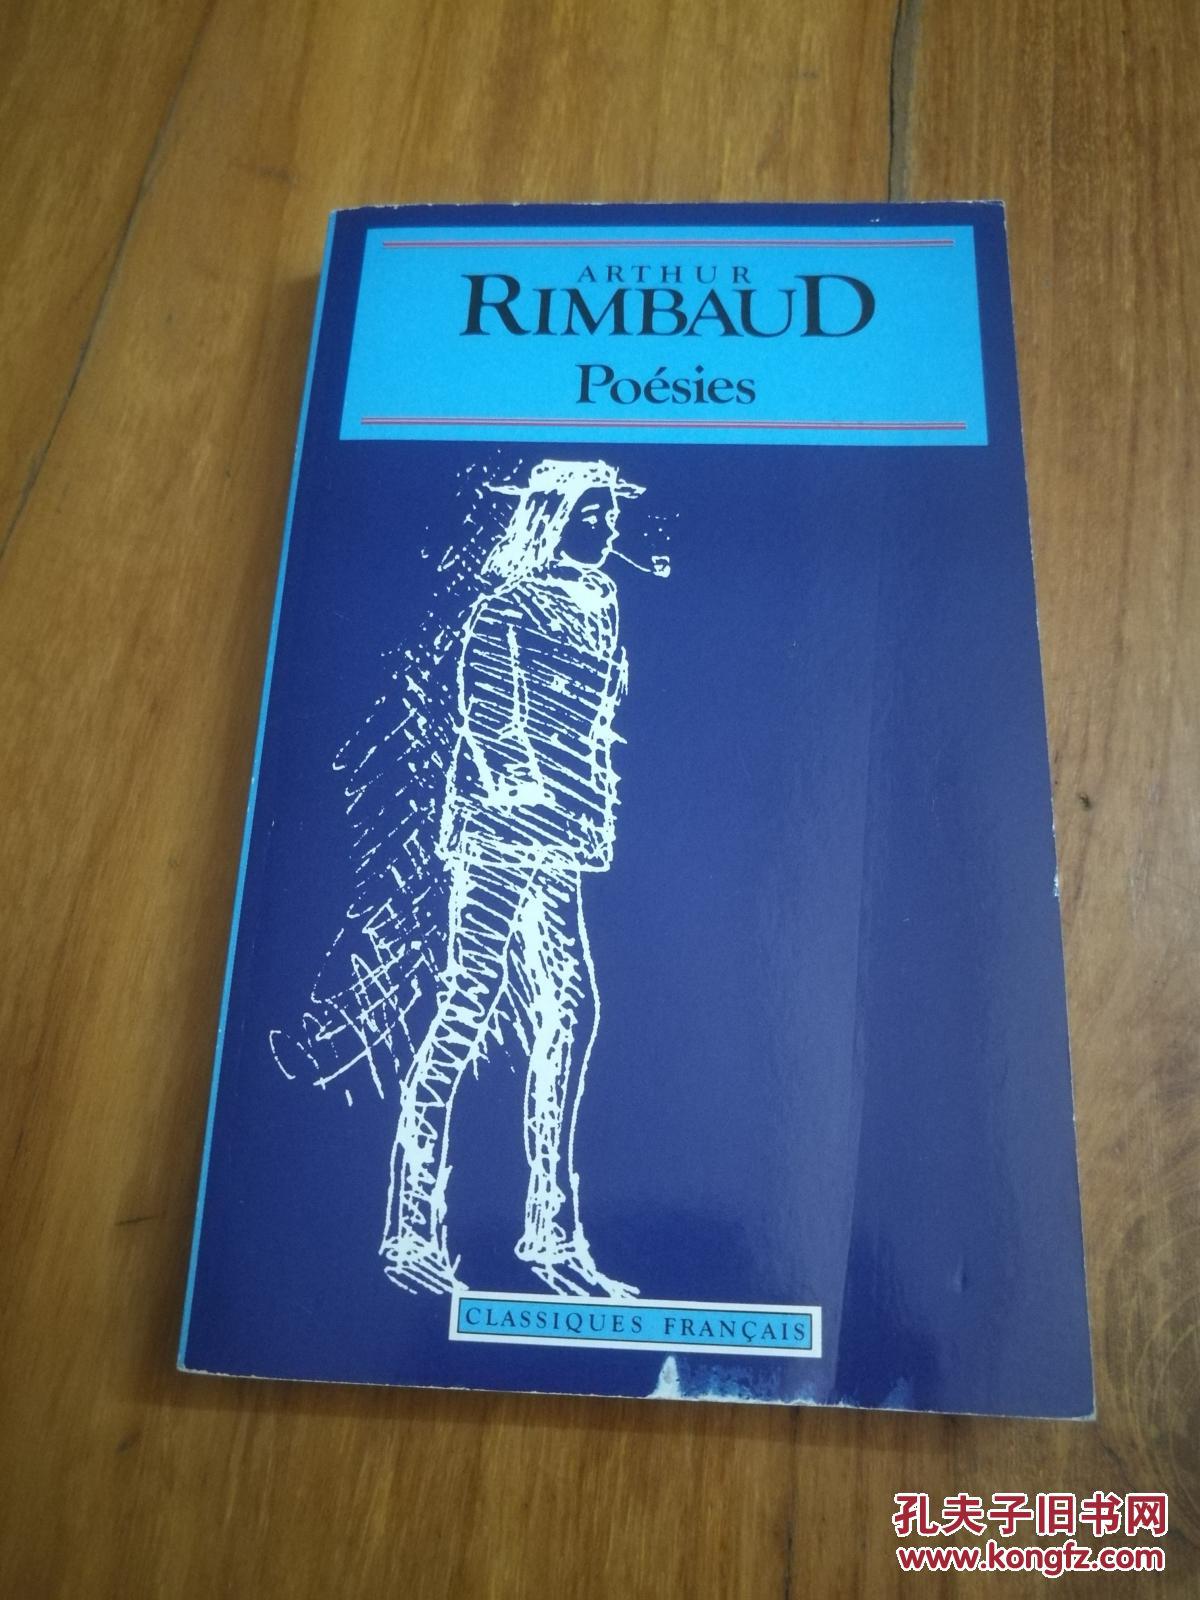 ARTHUR
RIMBAUD
Poésies
CLASSIQUES FRANÇAIS
孔夫子旧书网
www.kongfz.com